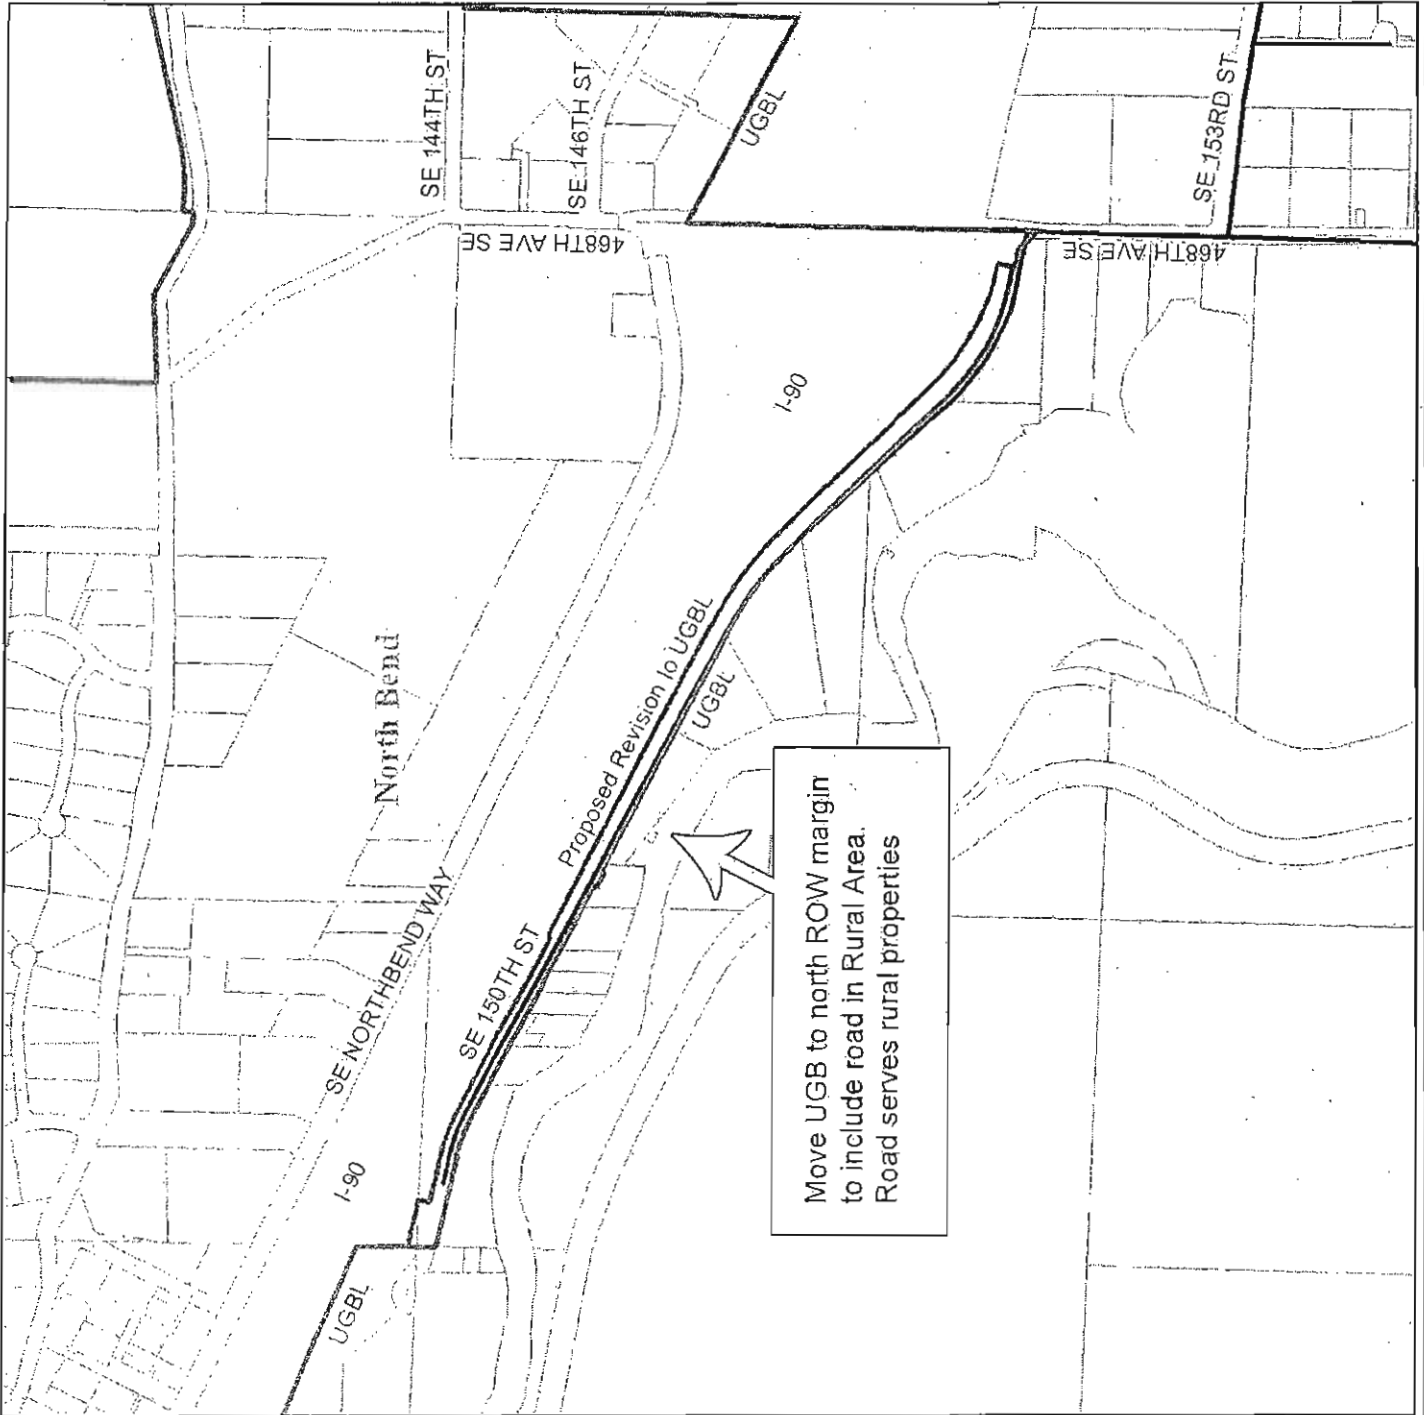 SE 144TH ST
SE 146TH ST
468TH AVE SE
UGBL
SE 153RD ST
468TH AVE SE
I-90
North Bend
SE NORTHBEND WAY
Proposed Revision to UGBL
UGBL
SE 150TH ST
I-90
UGBL
Move UGB to north ROW margin
to include road in Rural Area.
Road serves rural properties